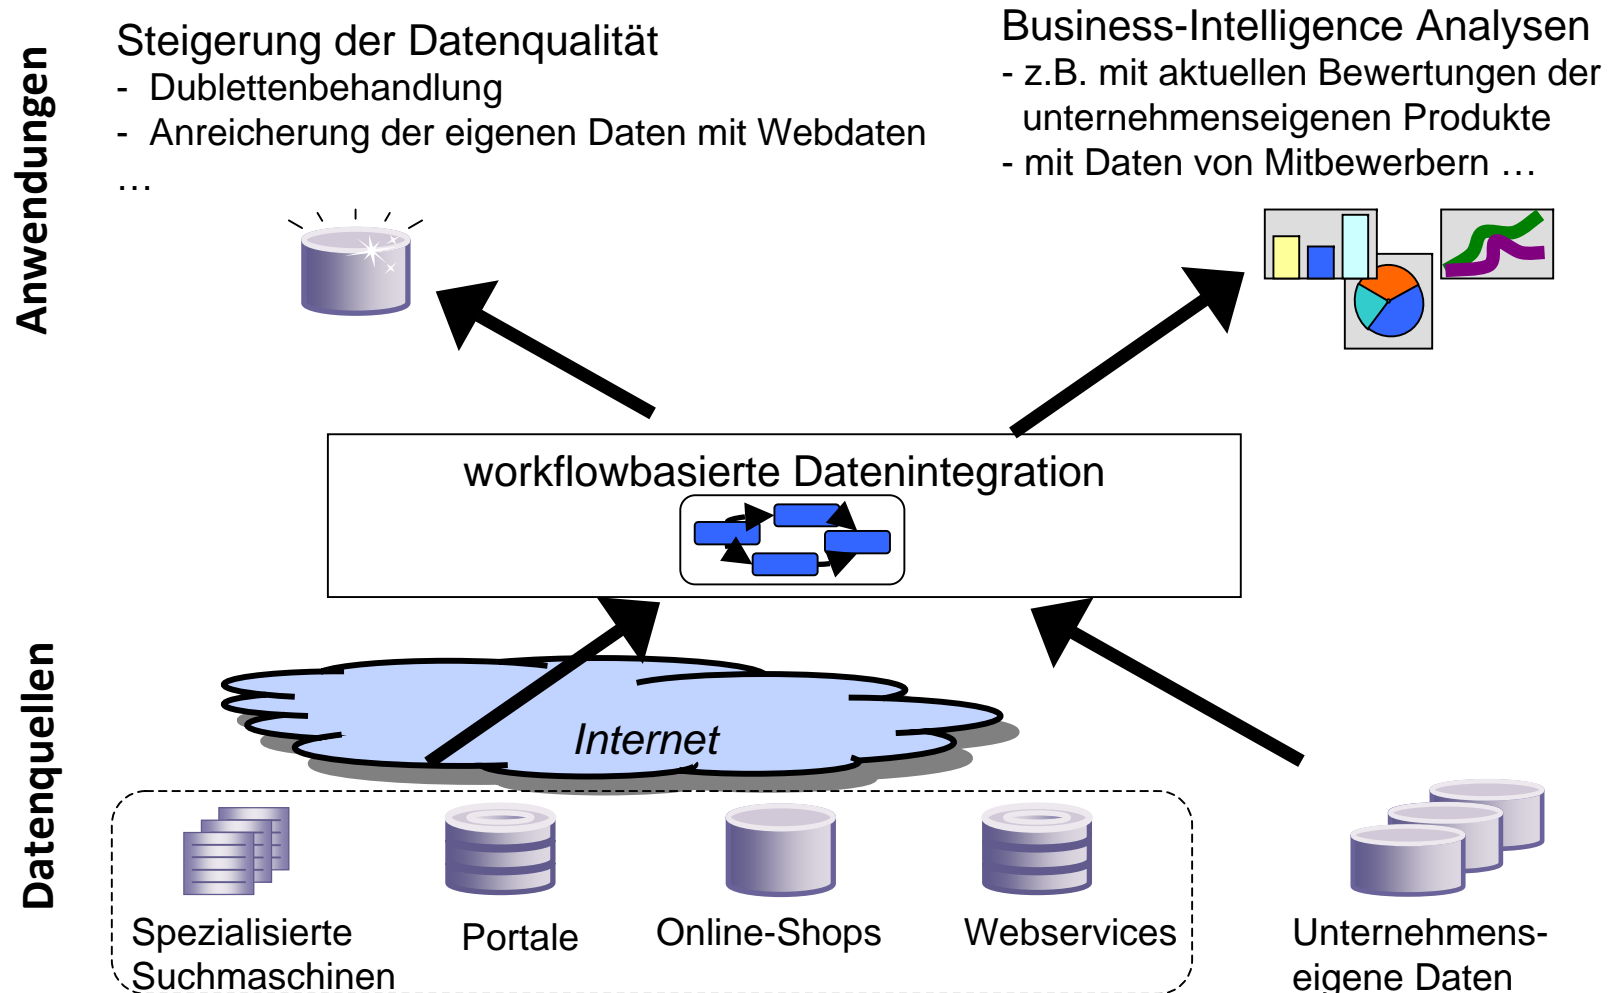 Anwendungen
Steigerung der Datenqualität
- Dublettenbehandlung
- Anreicherung der eigenen Daten mit Webdaten
…
Business-Intelligence Analysen
- z.B. mit aktuellen Bewertungen der
unternehmenseigenen Produkte
- mit Daten von Mitbewerbern …
workflowbasierte Datenintegration
Datenquellen
Internet
Spezialisierte
Suchmaschinen
Portale
Online-Shops
Webservices
Unternehmens-
eigene Daten